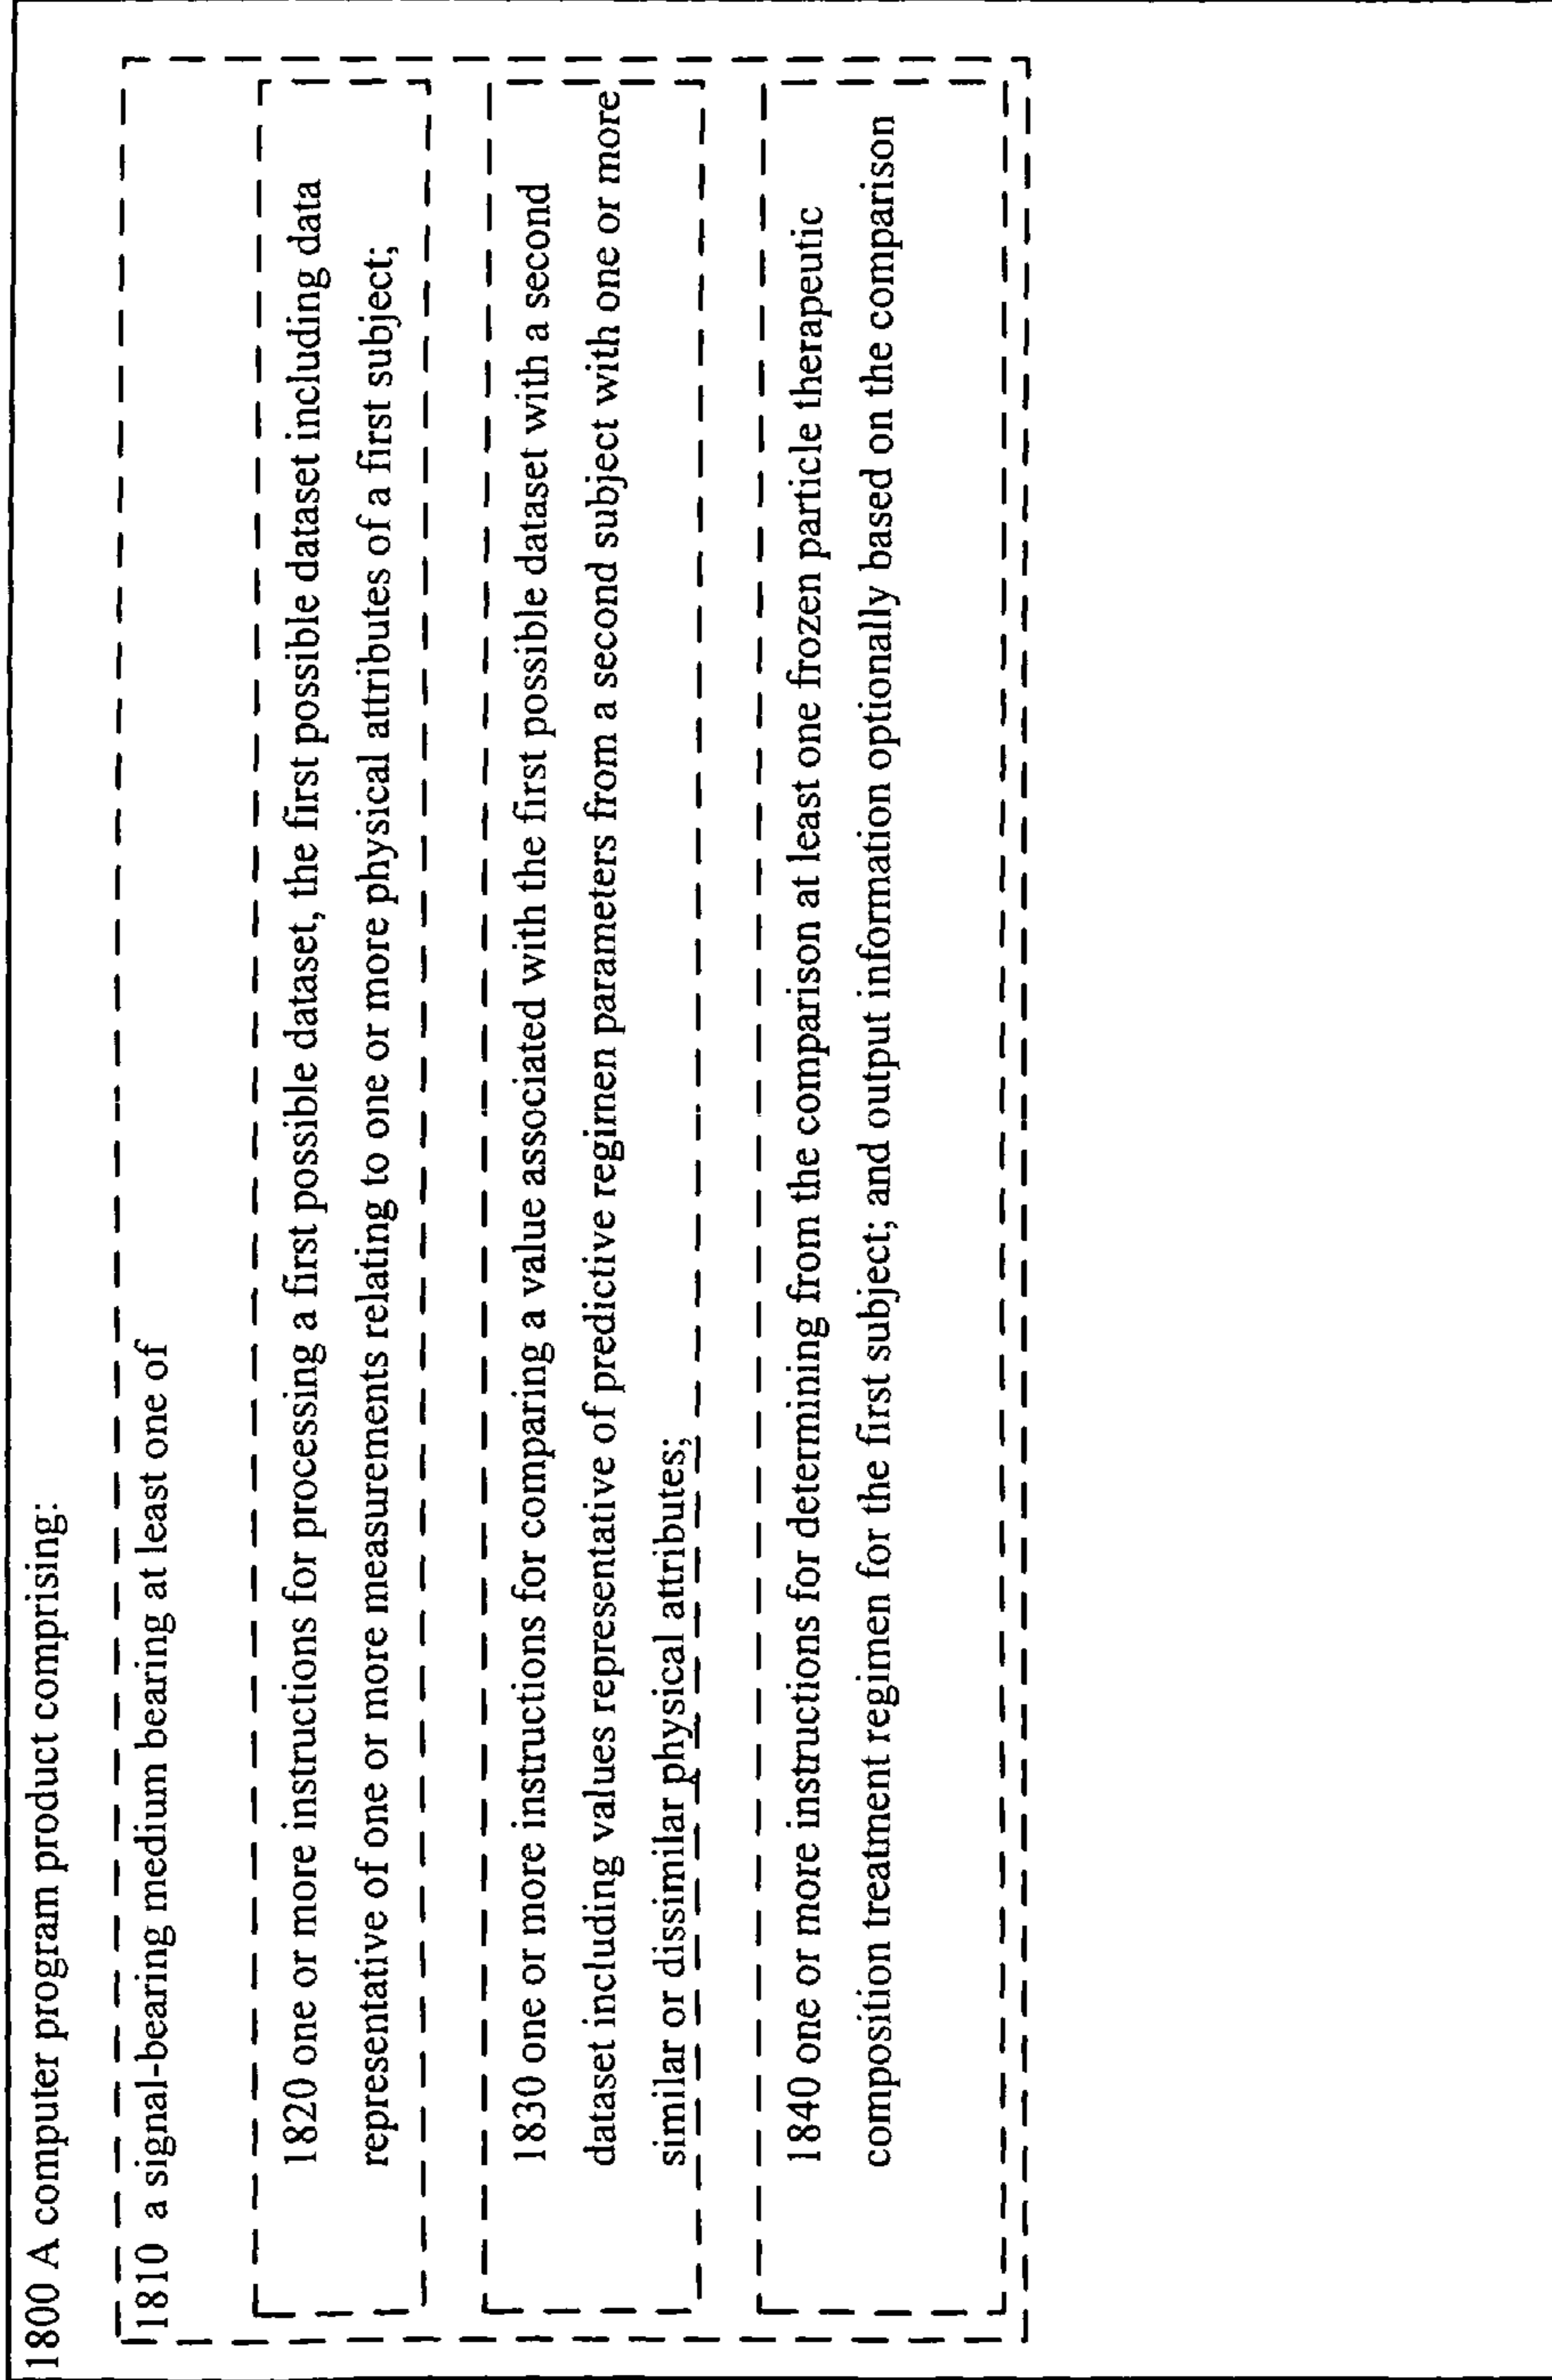 1800 A computer program product comprising:
1810 a signal-bearing medium bearing at least one of
1820 one or more instructions for processing a first possible dataset, the first possible dataset including data
representative of one or more measurements relating to one or more physical attributes of a first subject;
1830 one or more instructions for comparing a value associated with the first possible dataset with a second
dataset including values representative of predictive regimen parameters from a second subject with one or more
similar or dissimilar physical attributes;
1840 one or more instructions for determining from the comparison at least one frozen particle therapeutic
composition treatment regimen for the first subject; and output information optionally based on the comparison